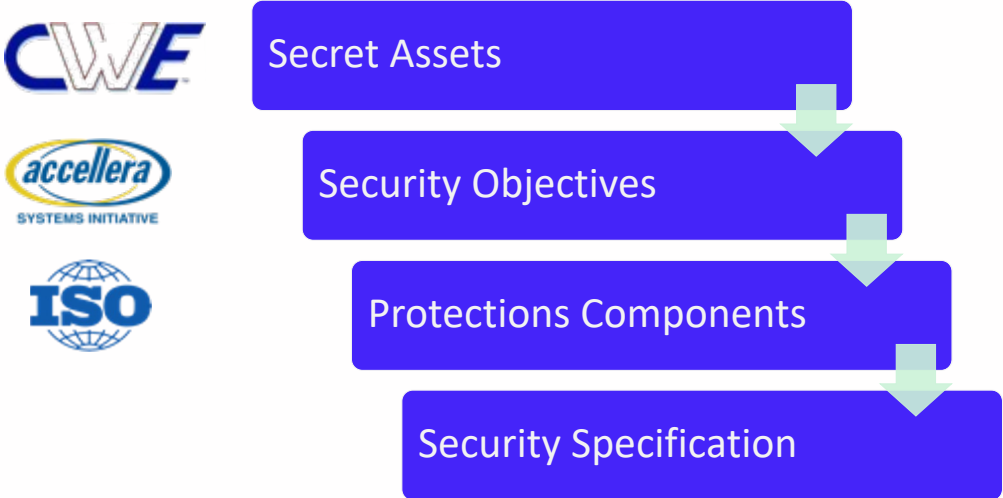 CWE
Secret Assets
accellera
SYSTEMS INITIATIVE
Security Objectives
ISO
Protections Components
Security Specification